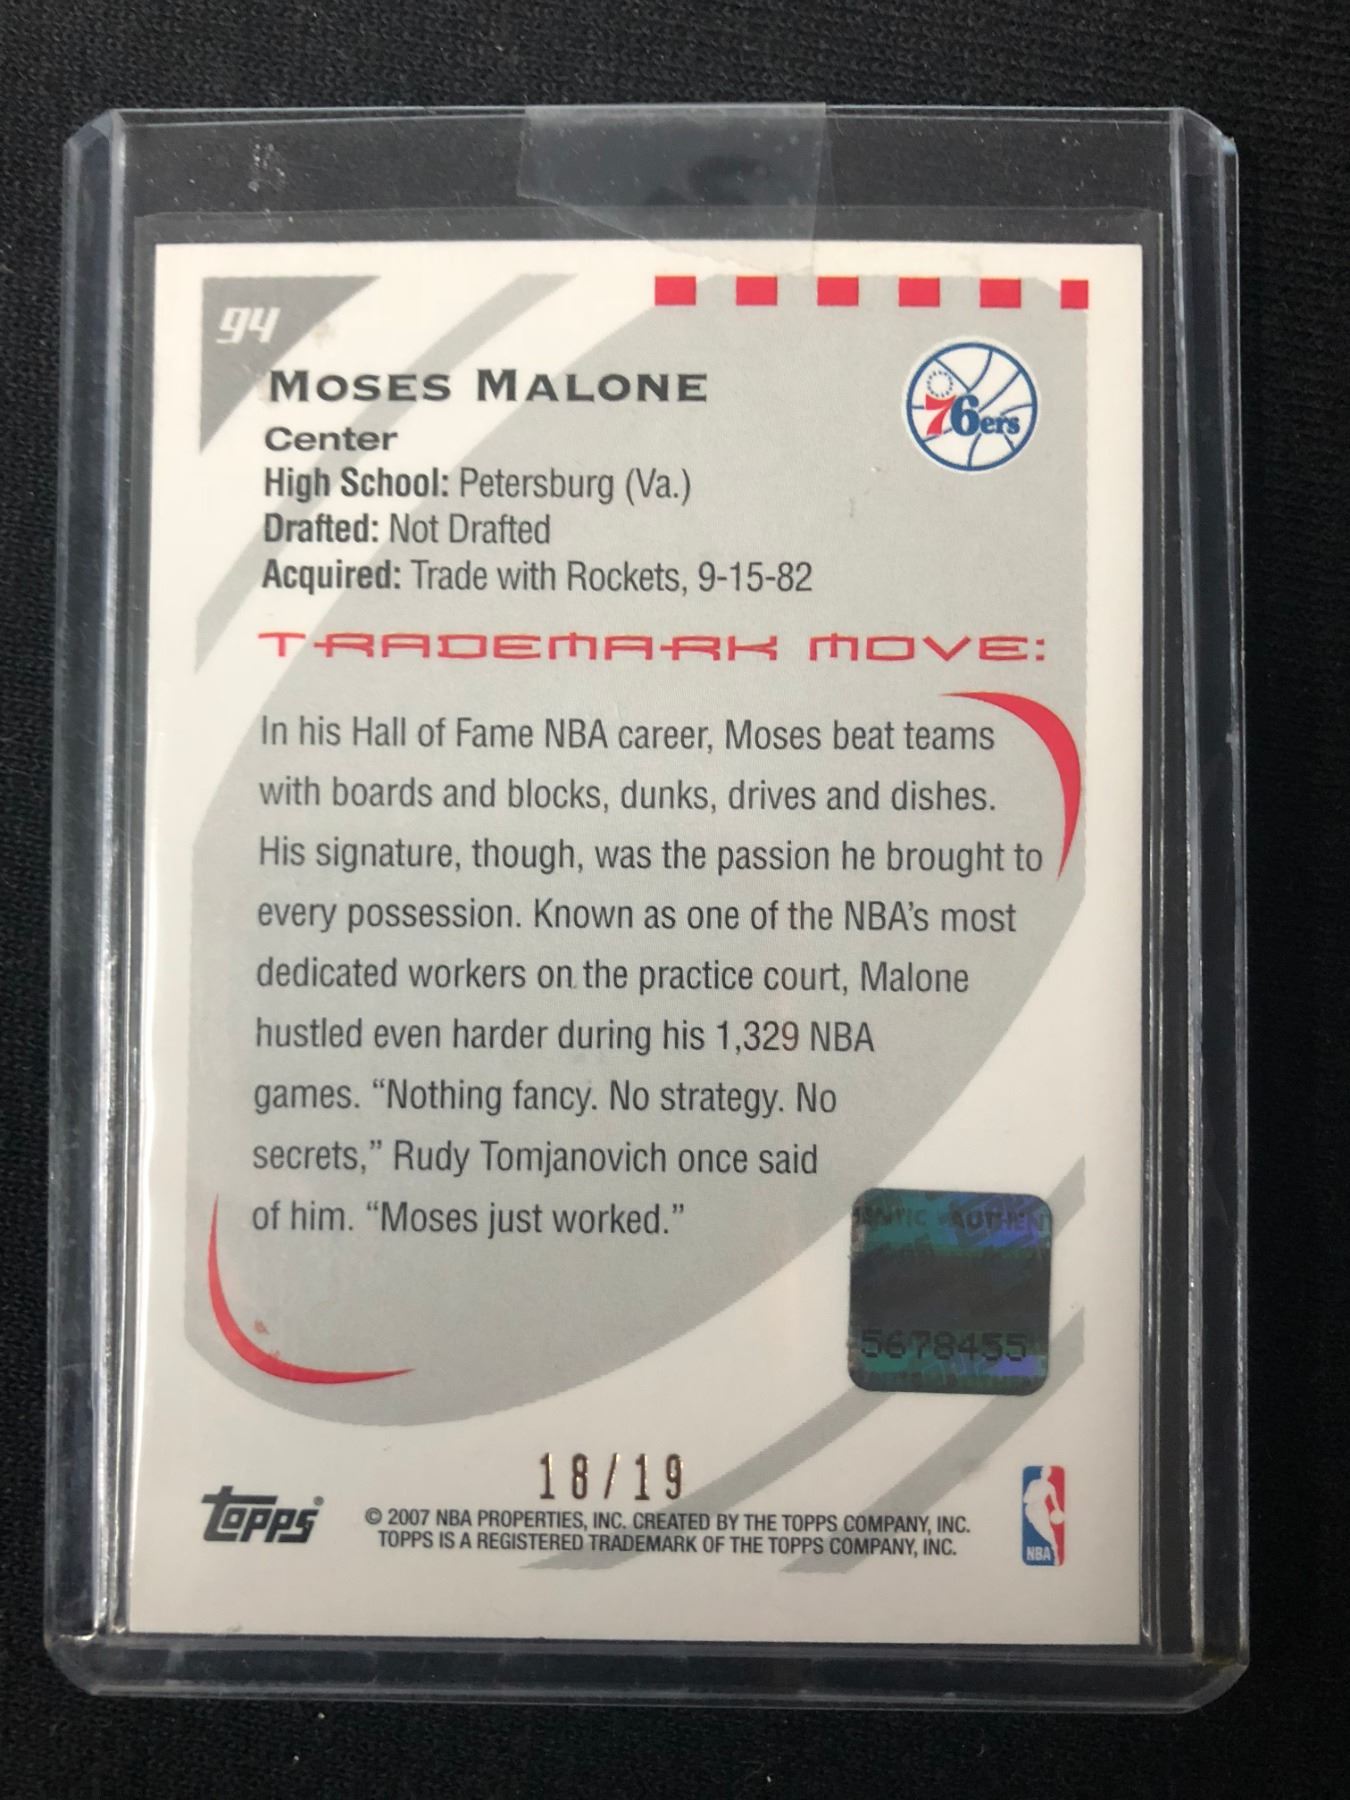 94
MOSES MALONE
76ers
Center
High School: Petersburg (Va.)
Drafted: Not Drafted
Acquired: Trade with Rockets, 9-15-82
TRADEMARK MOVE:
In his Hall of Fame NBA career, Moses beat teams
with boards and blocks, dunks, drives and dishes.
His signature, though, was the passion he brought to
every possession. Known as one of the NBA's most
dedicated workers on the practice court, Malone
hustled even harder during his 1,329 NBA
games. “Nothing fancy. No strategy. No
secrets,” Rudy Tomjanovich once said
of him. “Moses just worked.”
5678455
18/19
topps®
© 2007 NBA PROPERTIES, INC. CREATED BY THE TOPPS COMPANY, INC.
TOPPS IS A REGISTERED TRADEMARK OF THE TOPPS COMPANY, INC.
NBA